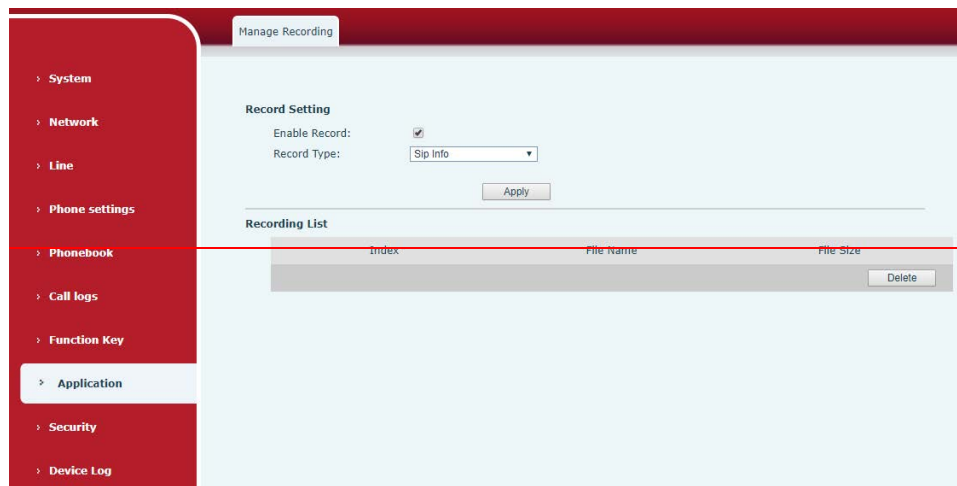 Manage Recording
System
Network
Line
Phone settings
Phonebook
Call logs
Function Key
Application
Security
Device Log
Record Setting
Enable Record:
Record Type: Sip Info
Apply
Recording List
Index File Name File Size
Delete